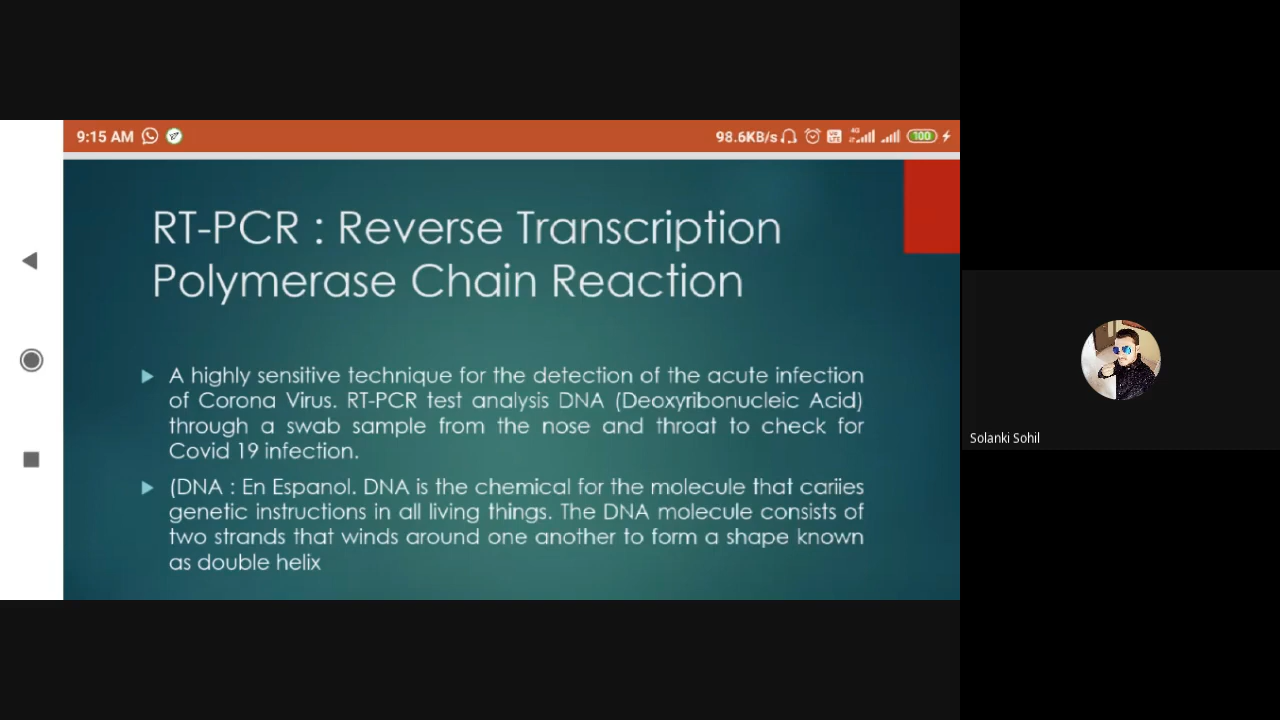 9:15 AM
98.6KB/s
4G
100
RT-PCR : Reverse Transcription
Polymerase Chain Reaction
A highly sensitive technique for the detection of the acute infection
of Corona Virus. RT-PCR test analysis DNA (Deoxyribonucleic Acid)
through a swab sample from the nose and throat to check for
Covid 19 infection.
(DNA : En Espanol. DNA is the chemical for the molecule that cariies
genetic instructions in all living things. The DNA molecule consists of
two strands that winds around one another to form a shape known
as double helix
Solanki Sohil